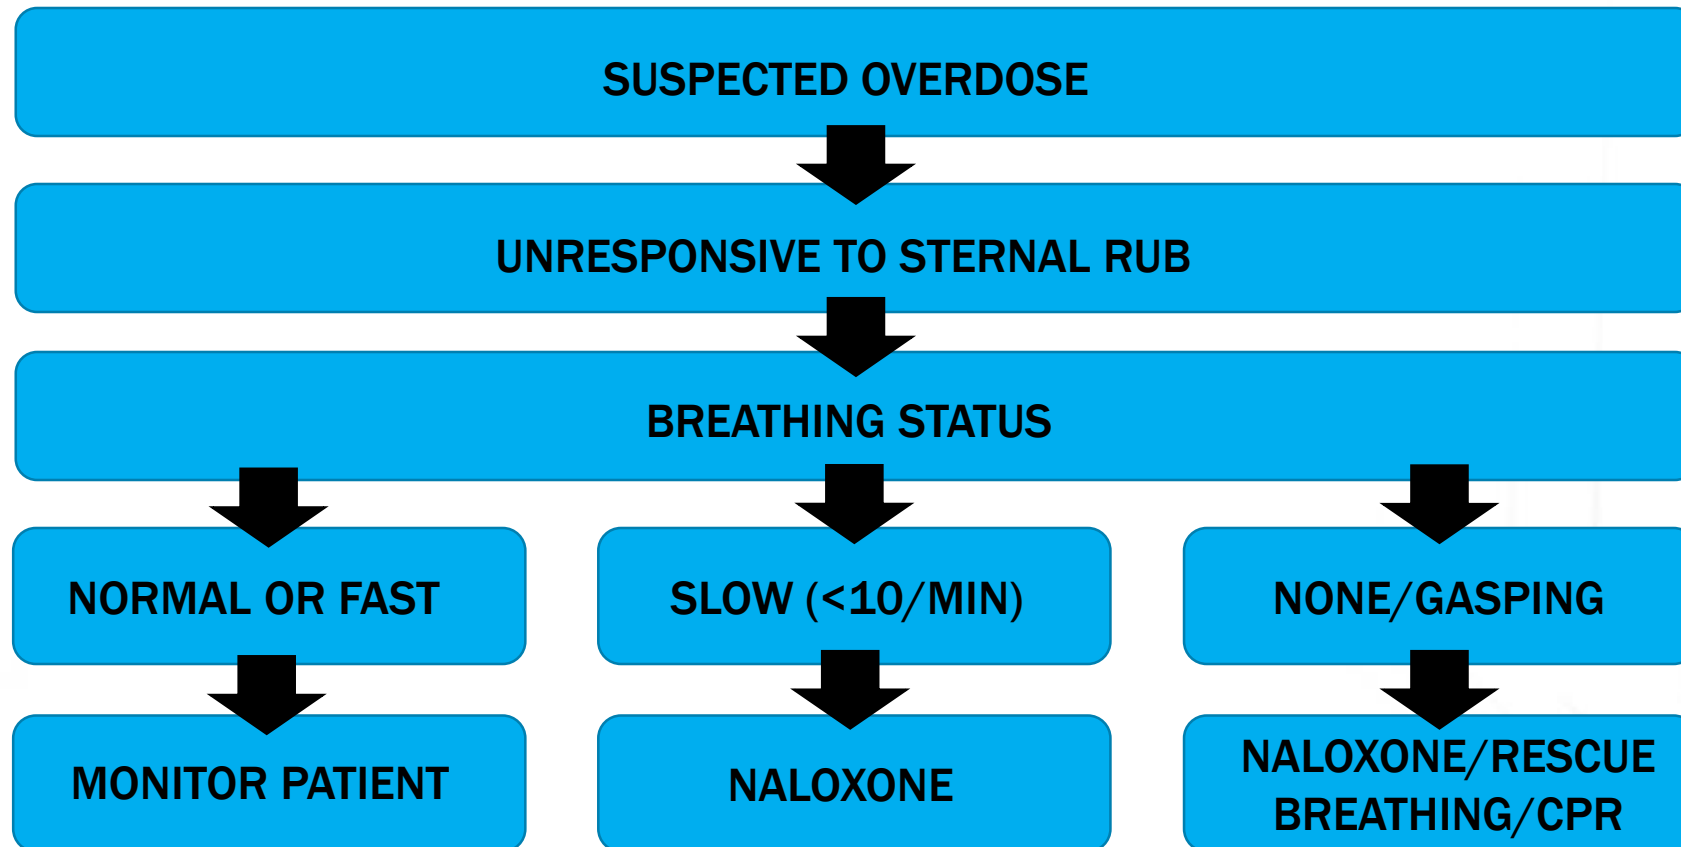 SUSPECTED OVERDOSE
UNRESPONSIVE TO STERNAL RUB
BREATHING STATUS
NORMAL OR FAST
SLOW (<10/MIN)
NONE/GASPING
MONITOR PATIENT
NALOXONE
NALOXONE/RESCUE
BREATHING/CPR